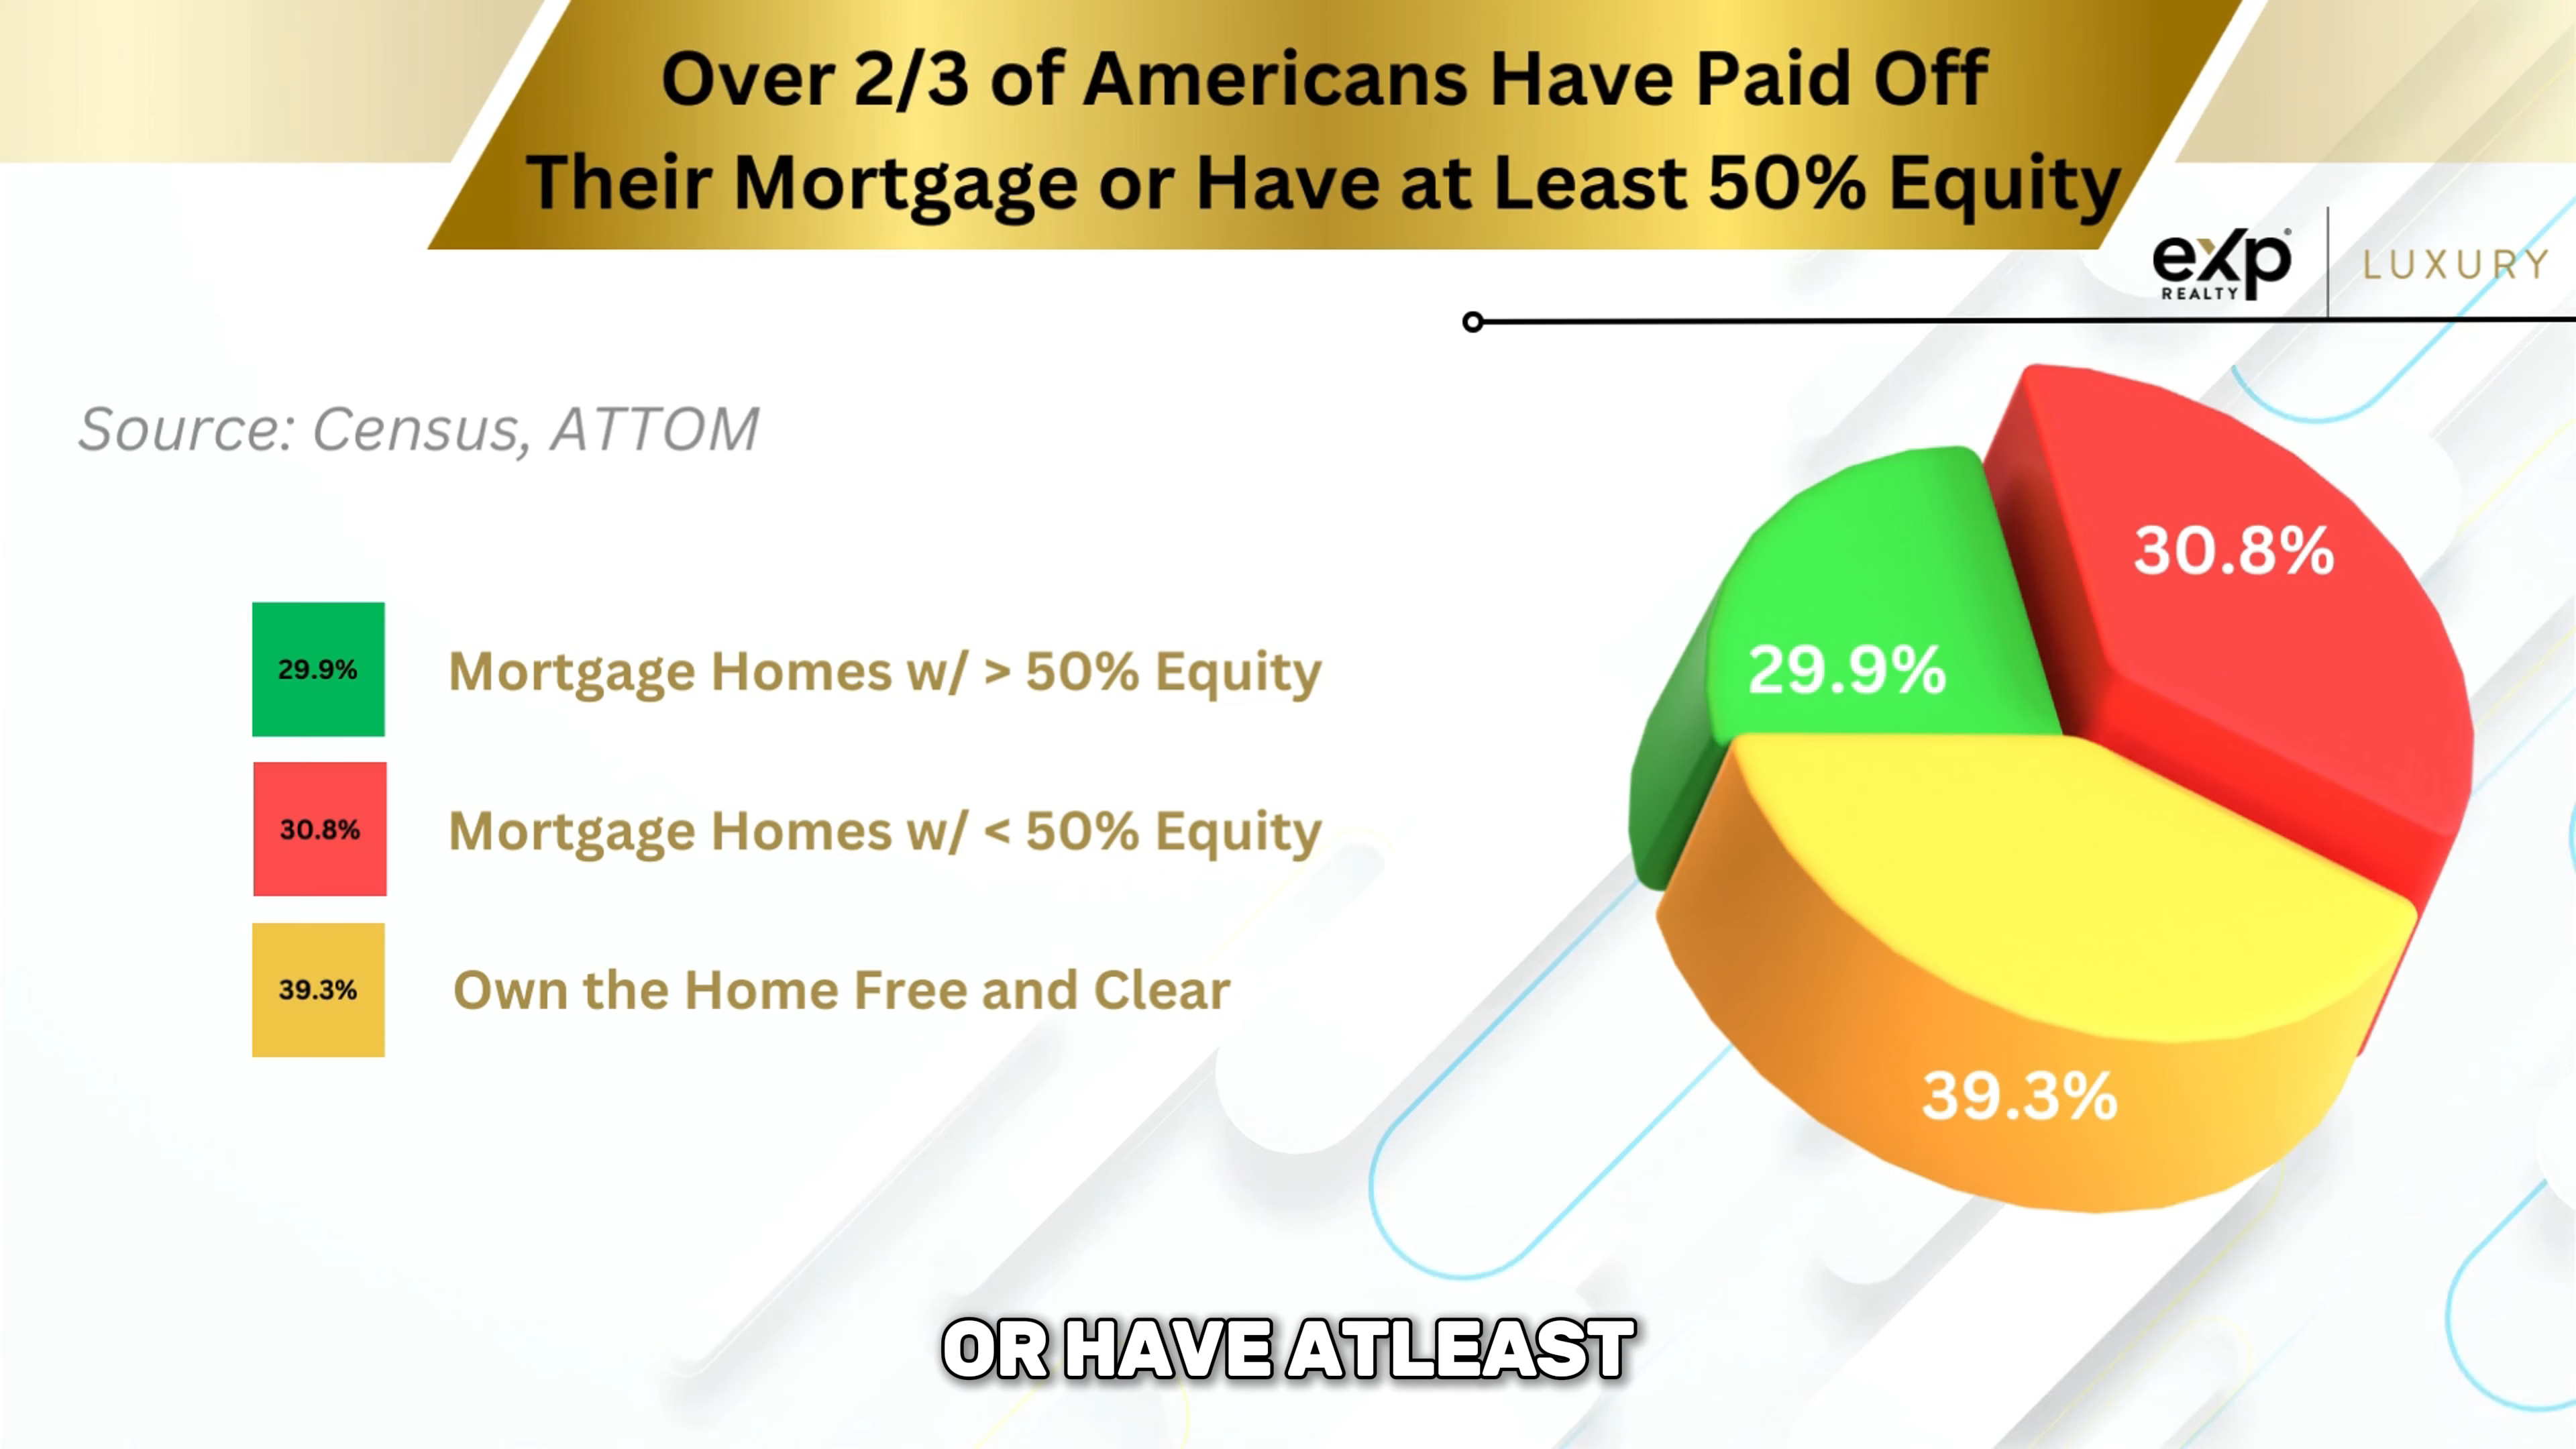 Over 2/3 of Americans Have Paid Off
Their Mortgage or Have at Least 50% Equity
exp®
REALTY
LUXURY
Source: Census, ATTOM
29.9%
Mortgage Homes w/ > 50% Equity
30.8%
Mortgage Homes w/ < 50% Equity
39.3%
Own the Home Free and Clear
30.8%
29.9%
39.3%
OR HAVE ATLEAST